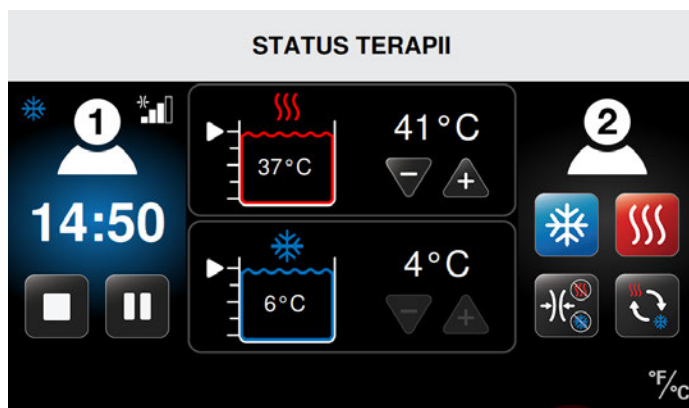 STATUS TERAPII
1
14:50
37°C
41°C
−
+
6°C
4°C
−
+
2
°F/°C